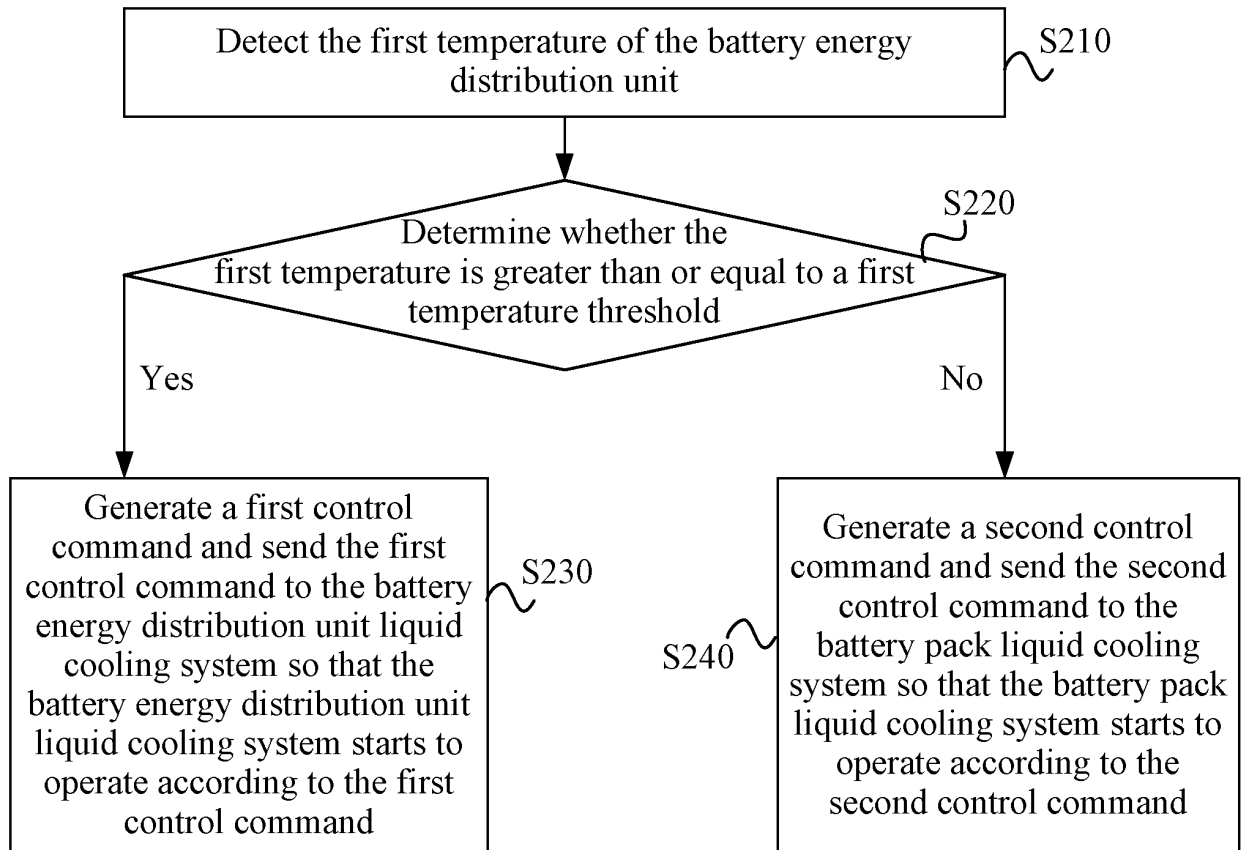 Detect the first temperature of the battery energy
distribution unit
S210
S220
Determine whether the
first temperature is greater than or equal to a first
temperature threshold
Yes
No
Generate a first control
command and send the first
control command to the battery
energy distribution unit liquid
cooling system so that the
battery energy distribution unit
liquid cooling system starts to
operate according to the first
control command
S230
S240
Generate a second control
command and send the second
control command to the
battery pack liquid cooling
system so that the battery pack
liquid cooling system starts to
operate according to the
second control command